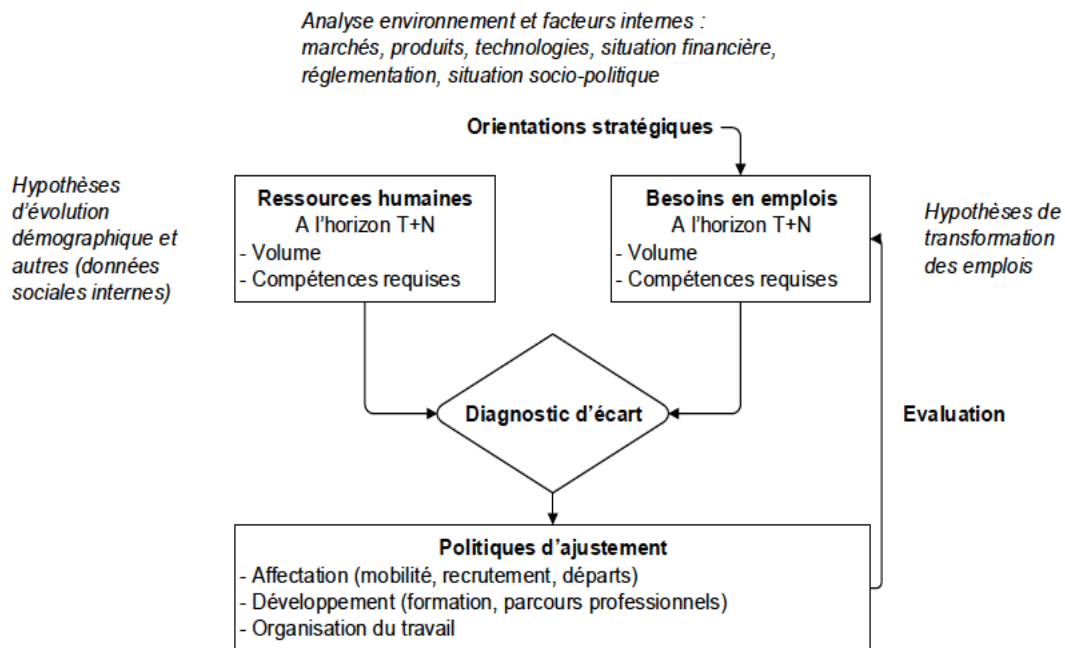 Analyse environnement et facteurs internes :
marchés, produits, technologies, situation financière,
réglementation, situation socio-politique
Orientations stratégiques
Hypothèses
d'évolution
démographique et
autres (données
sociales internes)
Ressources humaines
A l'horizon T+N
- Volume
- Compétences requises
Besoins en emplois
A l'horizon T+N
- Volume
- Compétences requises
Hypothèses de
transformation
des emplois
Diagnostic d'écart
Evaluation
Politiques d'ajustement
- Affectation (mobilité, recrutement, départs)
- Développement (formation, parcours professionnels)
- Organisation du travail